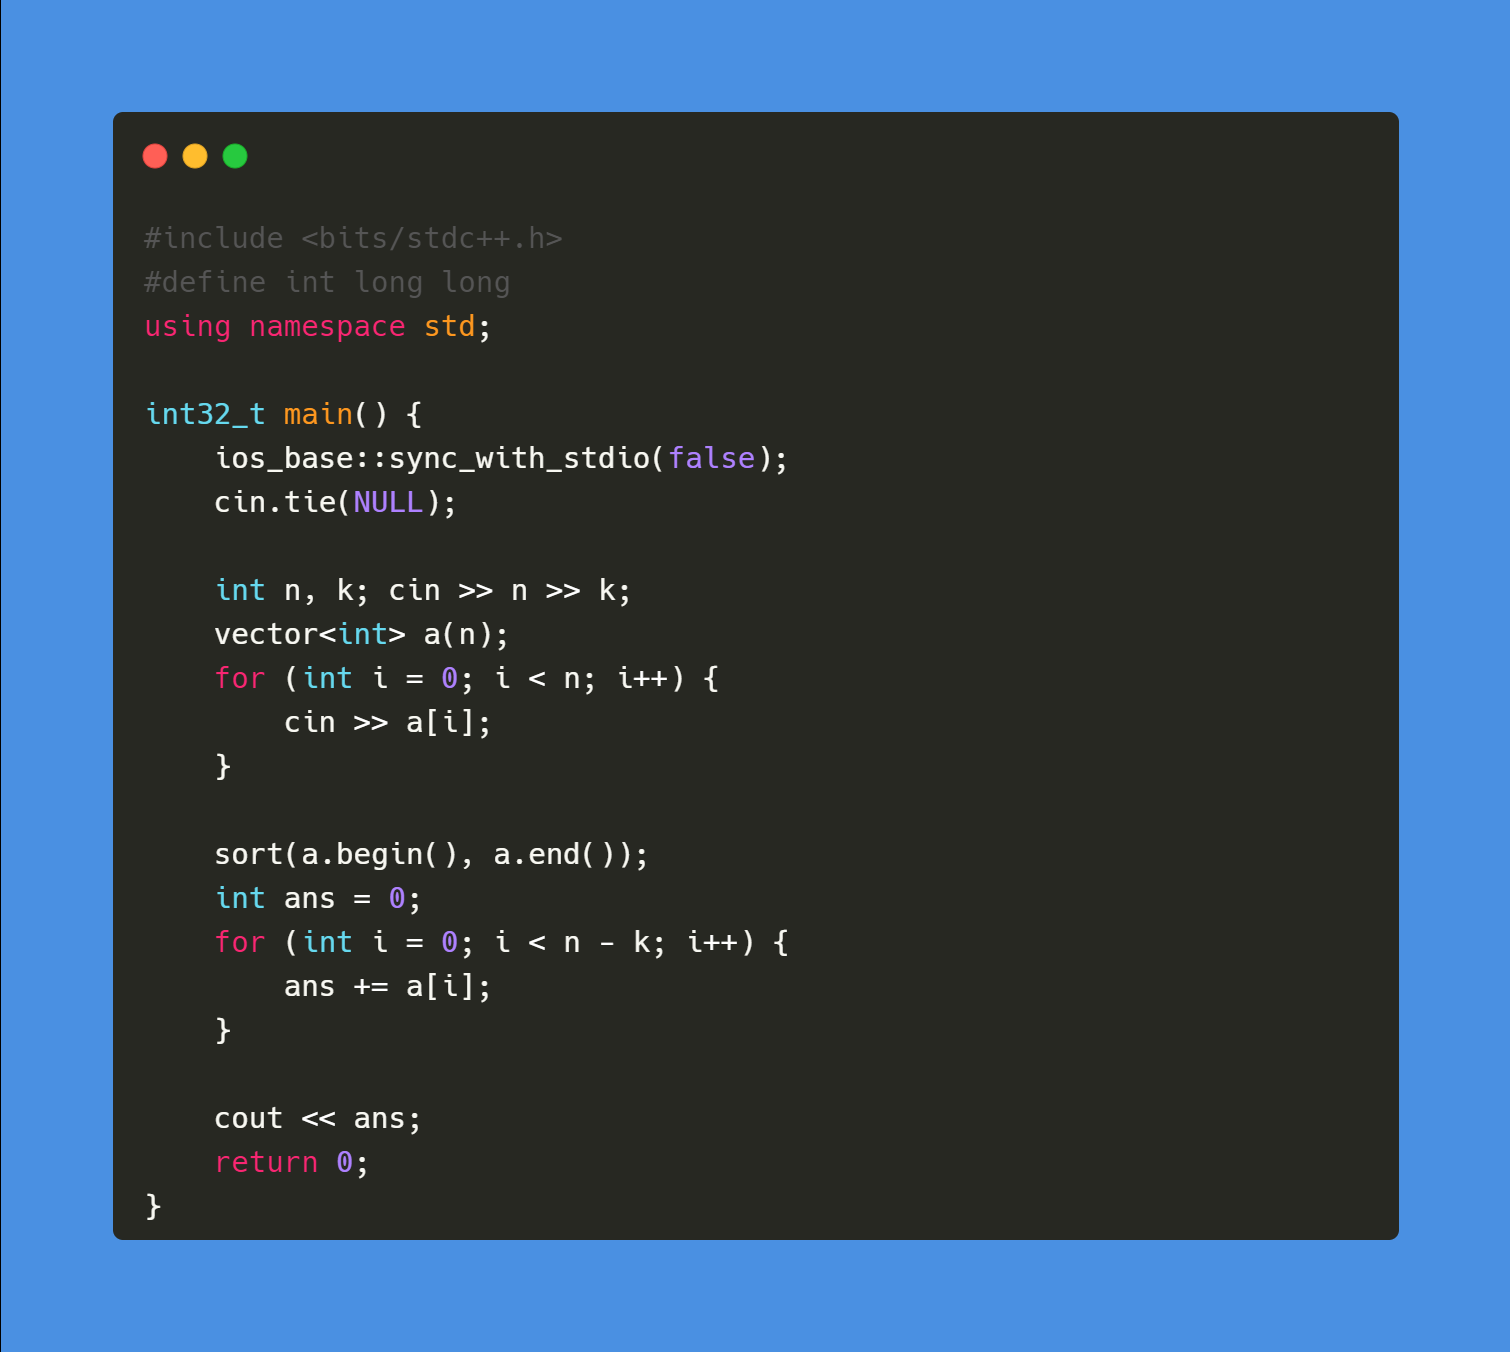 #include <bits/stdc++.h>
#define int long long
using namespace std;

int32_t main() {
    ios_base::sync_with_stdio(false);
    cin.tie(NULL);

    int n, k; cin >> n >> k;
    vector<int> a(n);
    for (int i = 0; i < n; i++) {
        cin >> a[i];
    }

    sort(a.begin(), a.end());
    int ans = 0;
    for (int i = 0; i < n - k; i++) {
        ans += a[i];
    }

    cout << ans;
    return 0;
}